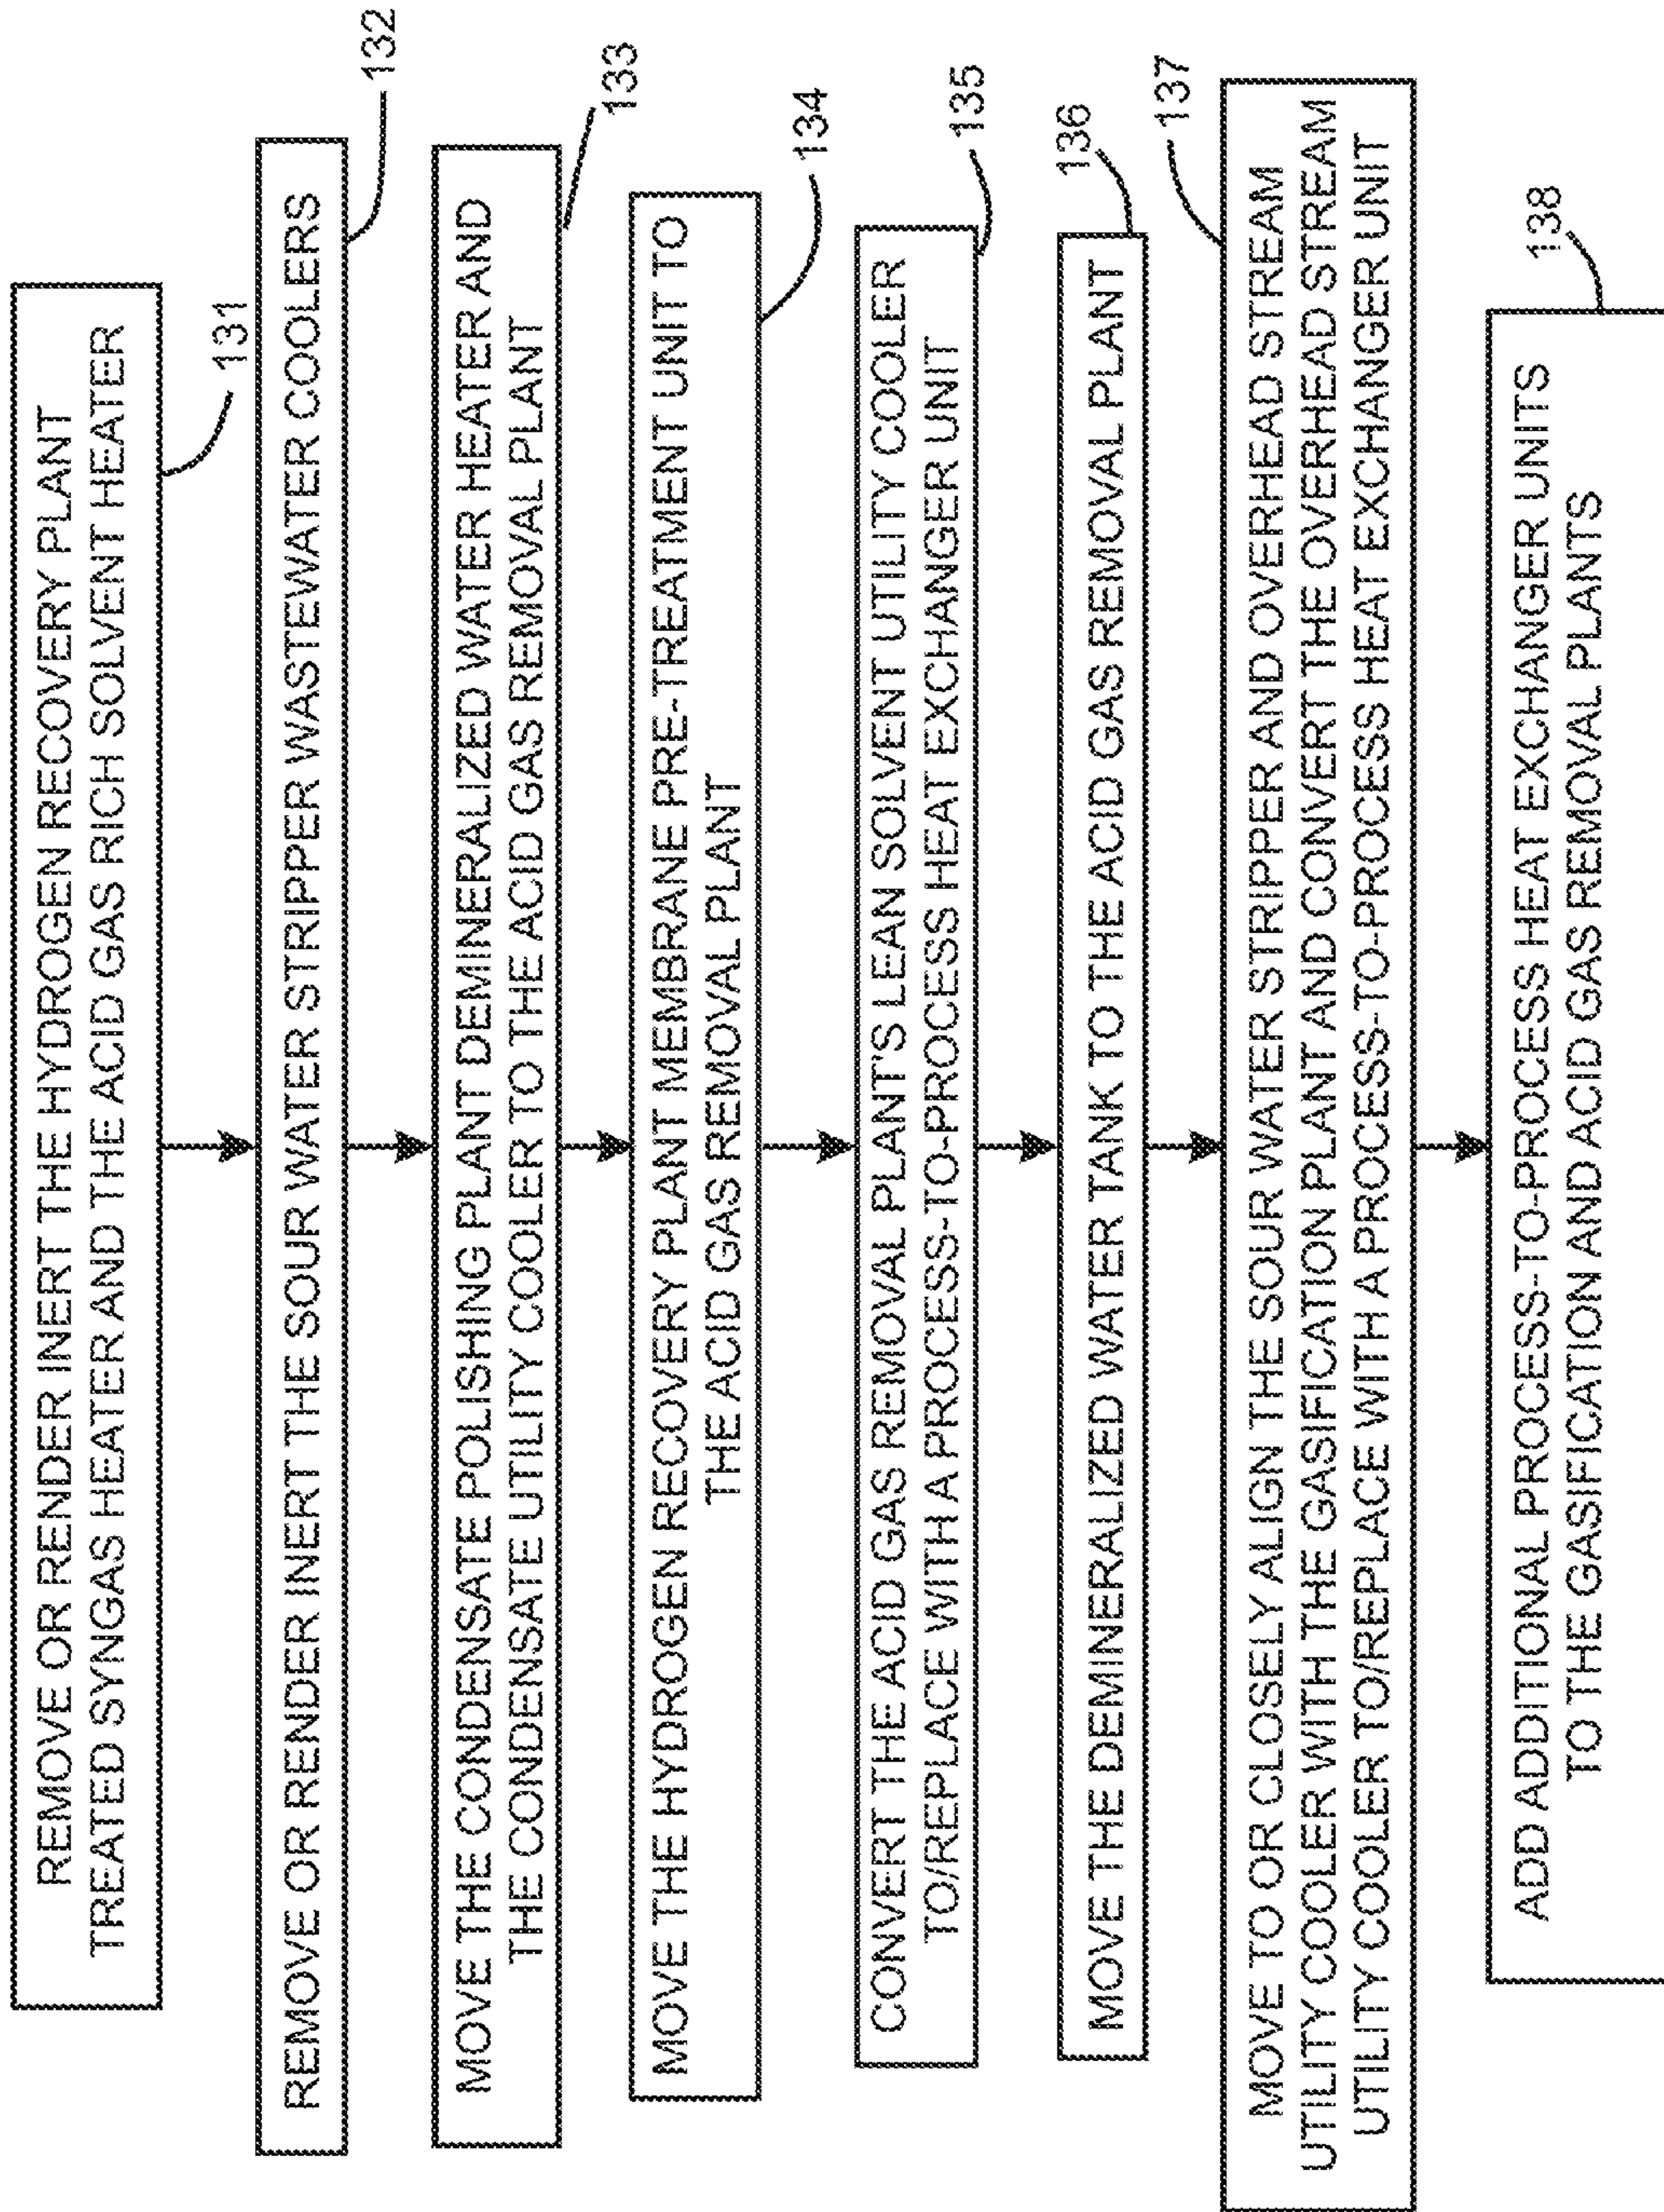 REMOVE OR RENDER INERT THE HYDROGEN RECOVERY PLANT
TREATED SYNGAS HEATER AND THE ACID GAS RICH SOLVENT HEATER
131
REMOVE OR RENDER INERT THE SOUR WATER STRIPPER WASTEWATER COOLERS
132
MOVE THE CONDENSATE POLISHING PLANT DEMINERALIZED WATER HEATER AND
THE CONDENSATE UTILITY COOLER TO THE ACID GAS REMOVAL PLANT
133
MOVE THE HYDROGEN RECOVERY PLANT MEMBRANE PRE-TREATMENT UNIT TO
THE ACID GAS REMOVAL PLANT
134
CONVERT THE ACID GAS REMOVAL PLANT'S LEAN SOLVENT UTILITY COOLER
TO/REPLACE WITH A PROCESS-TO-PROCESS HEAT EXCHANGER UNIT
135
MOVE THE DEMINERALIZED WATER TANK TO THE ACID GAS REMOVAL PLANT
136
MOVE TO OR CLOSELY ALIGN THE SOUR WATER STRIPPER AND OVERHEAD STREAM
UTILITY COOLER WITH THE GASIFICATION PLANT AND CONVERT THE OVERHEAD STREAM
UTILITY COOLER TO/REPLACE WITH A PROCESS-TO-PROCESS HEAT EXCHANGER UNIT
137
ADD ADDITIONAL PROCESS-TO-PROCESS HEAT EXCHANGER UNITS
TO THE GASIFICATION AND ACID GAS REMOVAL PLANTS
138